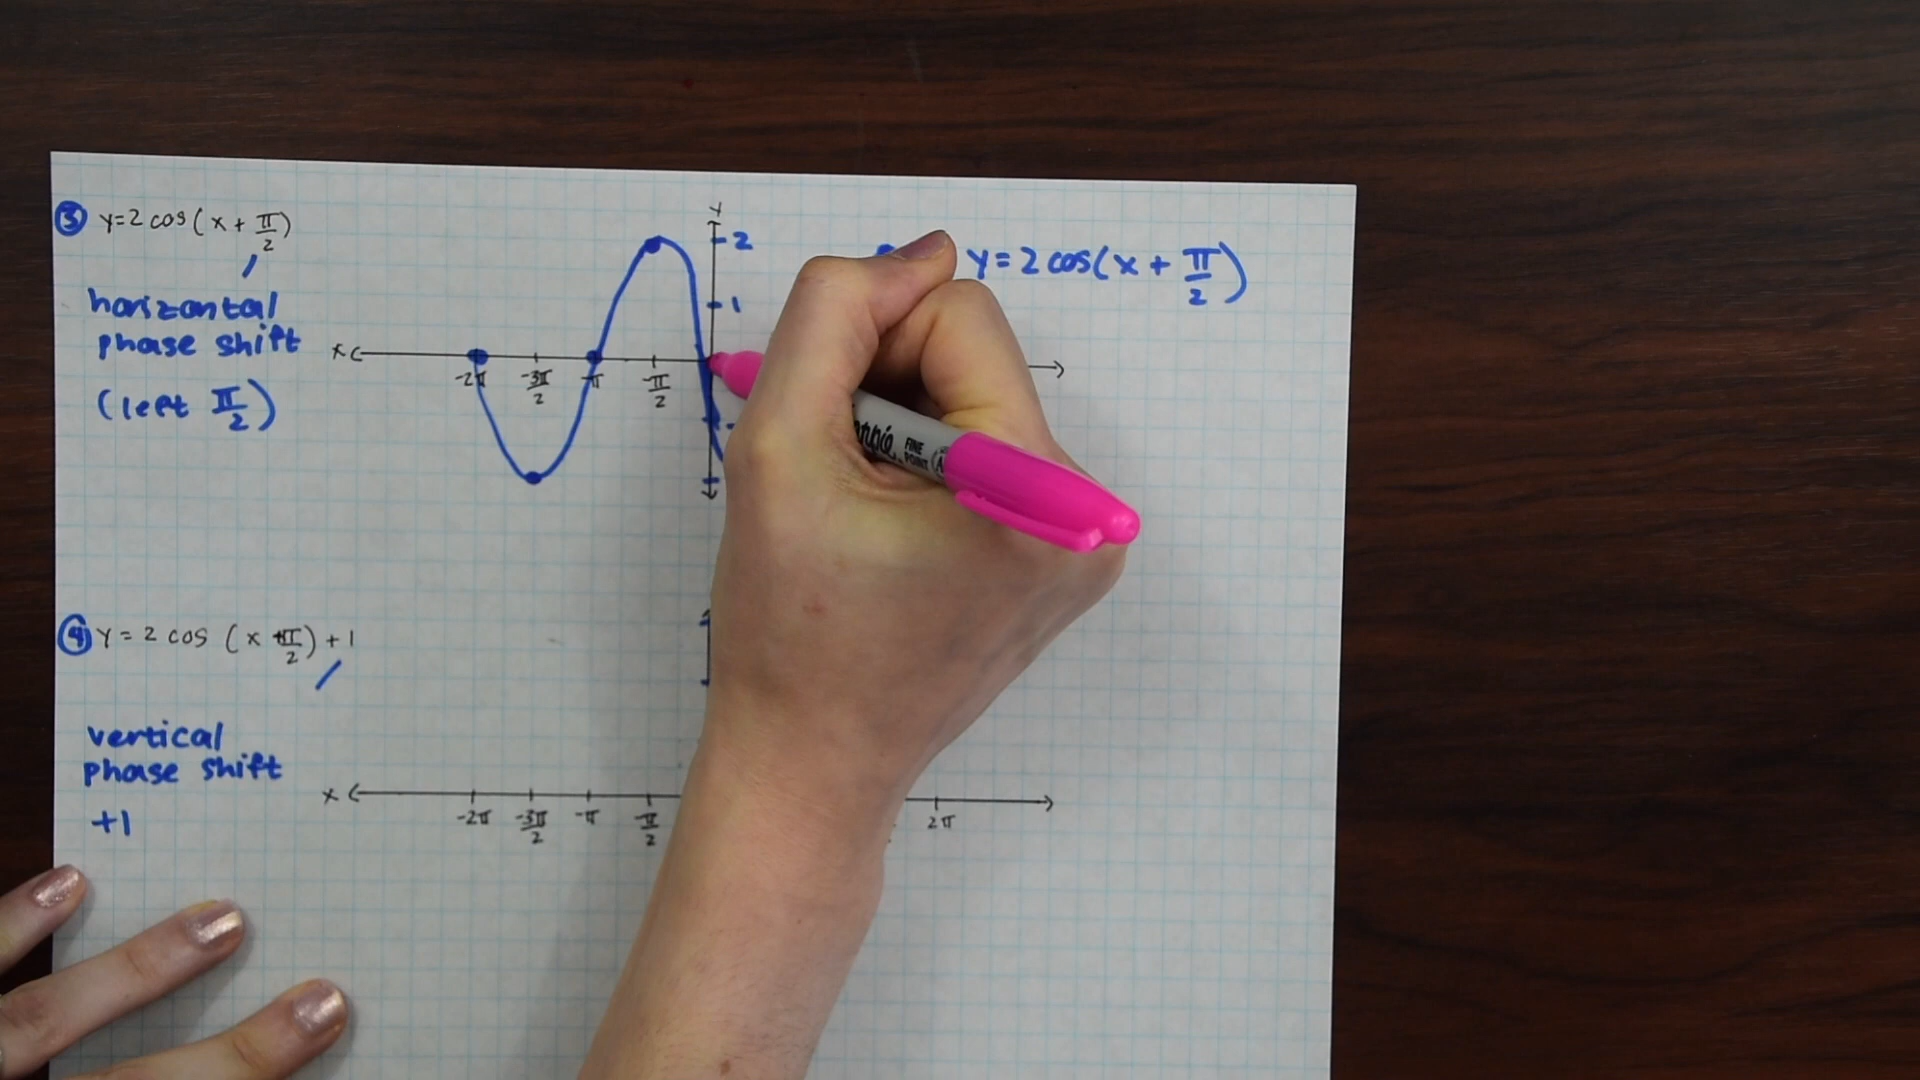 ③ y=2 cos(x + π/2)
horizontal
phase shift
(left π/2)
y
2
1
x
-2π -3π/2 -π -π/2
y=2 cos(x + π/2)
FINE
POINT
④ y = 2 cos (x + π/2) + 1
vertical
phase shift
+1
x
-2π -3π/2 -π -π/2 2π